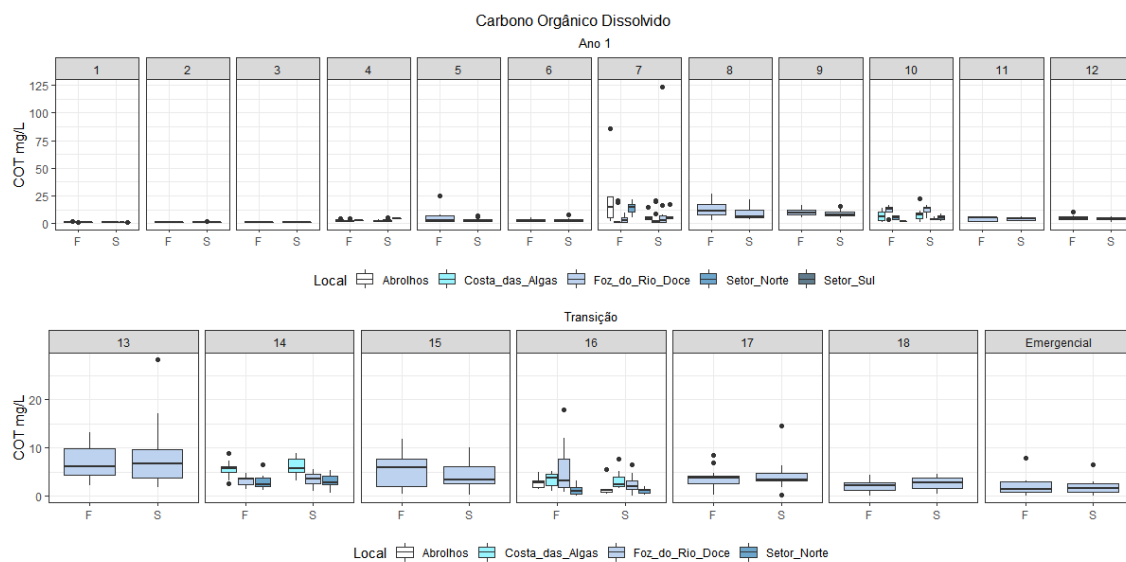 Carbono Orgânico Dissolvido
Ano 1
1 2 3 4 5 6 7 8 9 10 11 12
125
100
75
50
25
0
COT mg/L
F S F S F S F S F S F S F S F S F S F S F S F S
Local Abrolhos Costa_das_Algas Foz_do_Rio_Doce Setor_Norte Setor_Sul
Transição
13 14 15 16 17 18 Emergencial
20
10
0
COT mg/L
F S F S F S F S F S F S F S
Local Abrolhos Costa_das_Algas Foz_do_Rio_Doce Setor_Norte